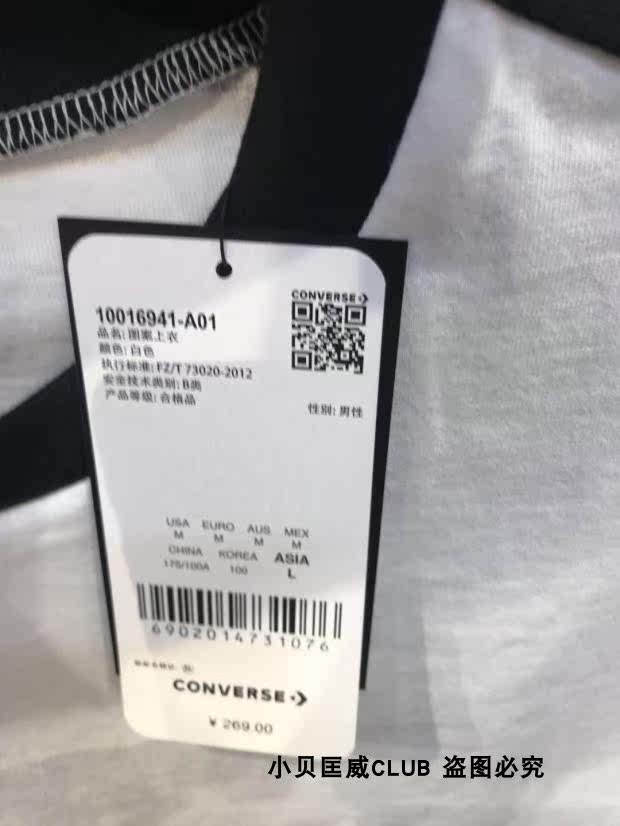 CONVERSE
10016941-A01
品名: 图案上衣
颜色: 白色
执行标准: FZ/T 73020-2012
安全技术类别: B类
产品等级: 合格品
性别: 男性
USA EURO AUS MEX
M M M M
CHINA KOREA ASIA
175/100A 100 L
6902014731076
CONVERSE
¥ 269.00
小贝匡威CLUB 盗图必究